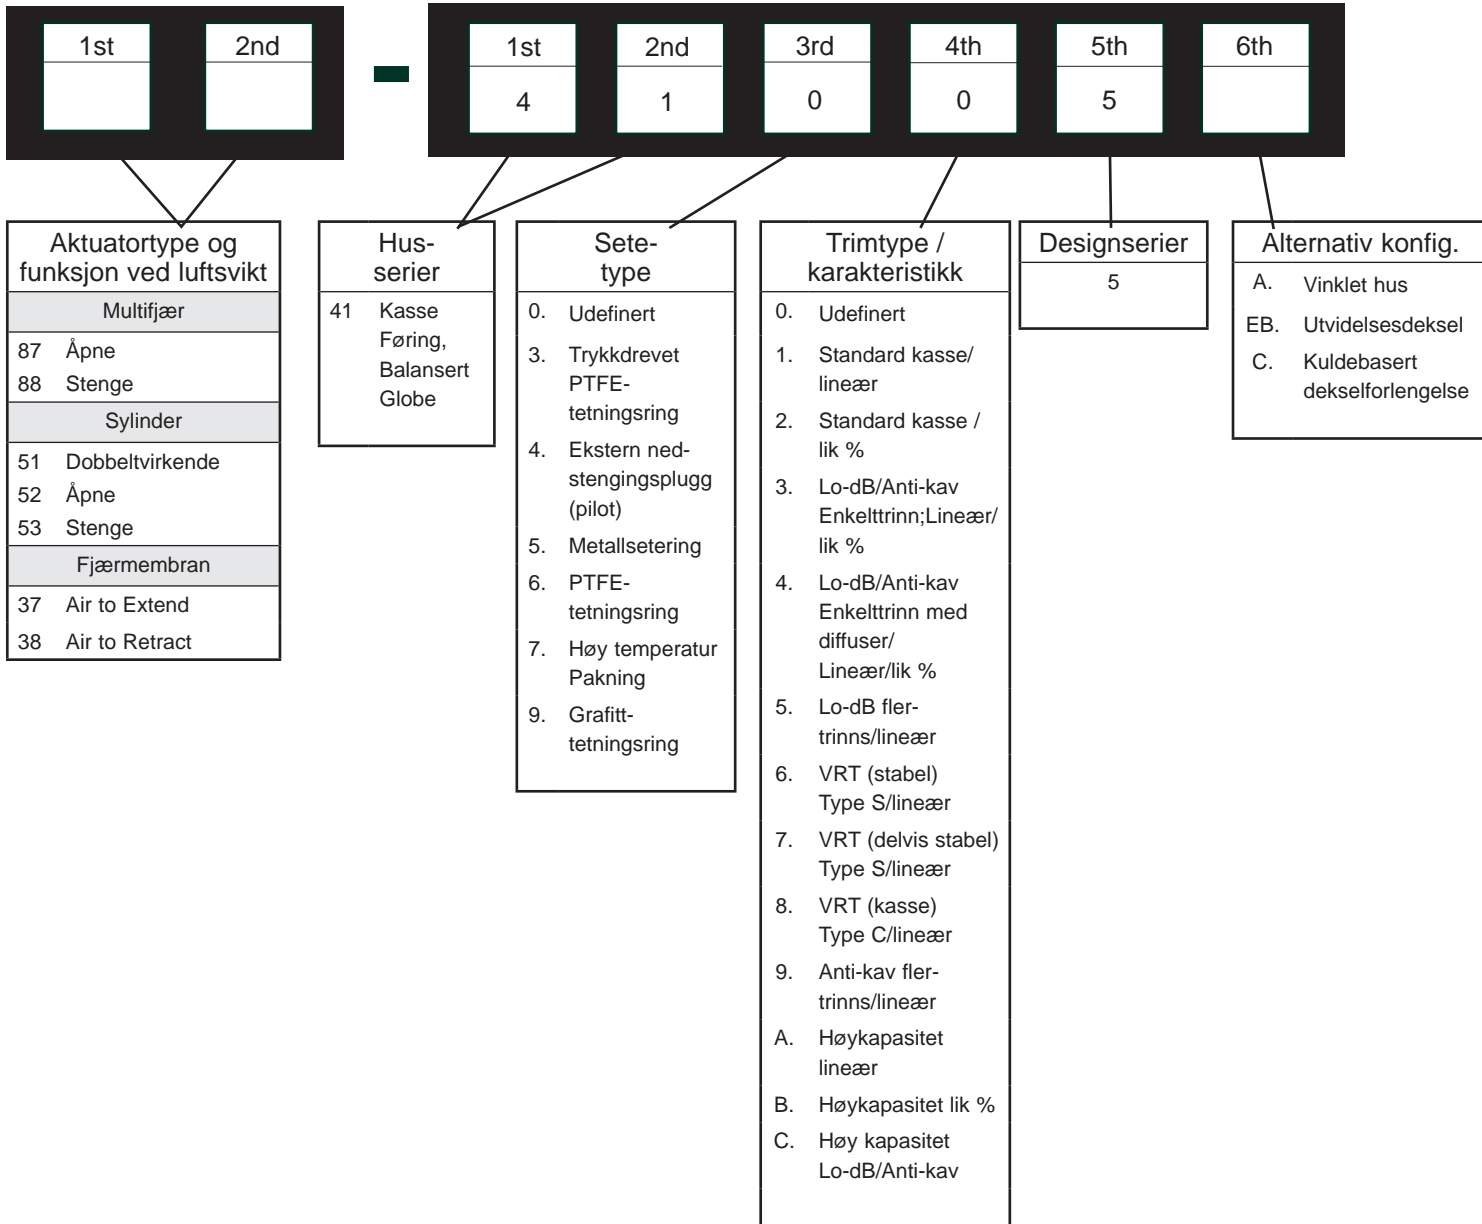 1st 2nd - 1st 2nd 3rd 4th 5th 6th
4 1 0 0 5
Aktuatortype og
funksjon ved luftsvikt
Multifjær
87 Åpne
88 Stenge
Sylinder
51 Dobbeltvirkende
52 Åpne
53 Stenge
Fjærmembran
37 Air to Extend
38 Air to Retract
Hus-
serier
41 Kasse
Føring,
Balansert
Globe
Sete-
type
0. Udefinert
3. Trykkdrevet
PTFE-
tetningsring
4. Ekstern ned-
stengingsplugg
(pilot)
5. Metallsetering
6. PTFE-
tetningsring
7. Høy temperatur
Pakning
9. Grafitt-
tetningsring
Trimtype /
karakteristikk
0. Udefinert
1. Standard kasse/
lineær
2. Standard kasse /
lik %
3. Lo-dB/Anti-kav
Enkelttrinn;Lineær/
lik %
4. Lo-dB/Anti-kav
Enkelttrinn med
diffuser/
Lineær/lik %
5. Lo-dB fler-
trinns/lineær
6. VRT (stabel)
Type S/lineær
7. VRT (delvis stabel)
Type S/lineær
8. VRT (kasse)
Type C/lineær
9. Anti-kav fler-
trinns/lineær
A. Høykapasitet
lineær
B. Høykapasitet lik %
C. Høy kapasitet
Lo-dB/Anti-kav
Designserier
5
Alternativ konfig.
A. Vinklet hus
EB. Utvidelsesdeksel
C. Kuldebasert
dekselforlengelse